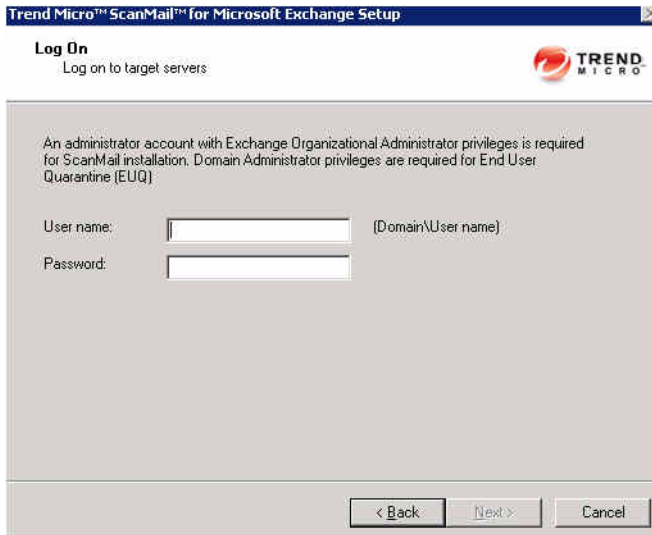 Trend Micro™ ScanMail™ for Microsoft Exchange Setup
Log On
Log on to target servers
TREND
MICRO
An administrator account with Exchange Organizational Administrator privileges is required
for ScanMail installation. Domain Administrator privileges are required for End User
Quarantine (EUQ)
User name:
(Domain\User name)
Password:
< Back
Next >
Cancel